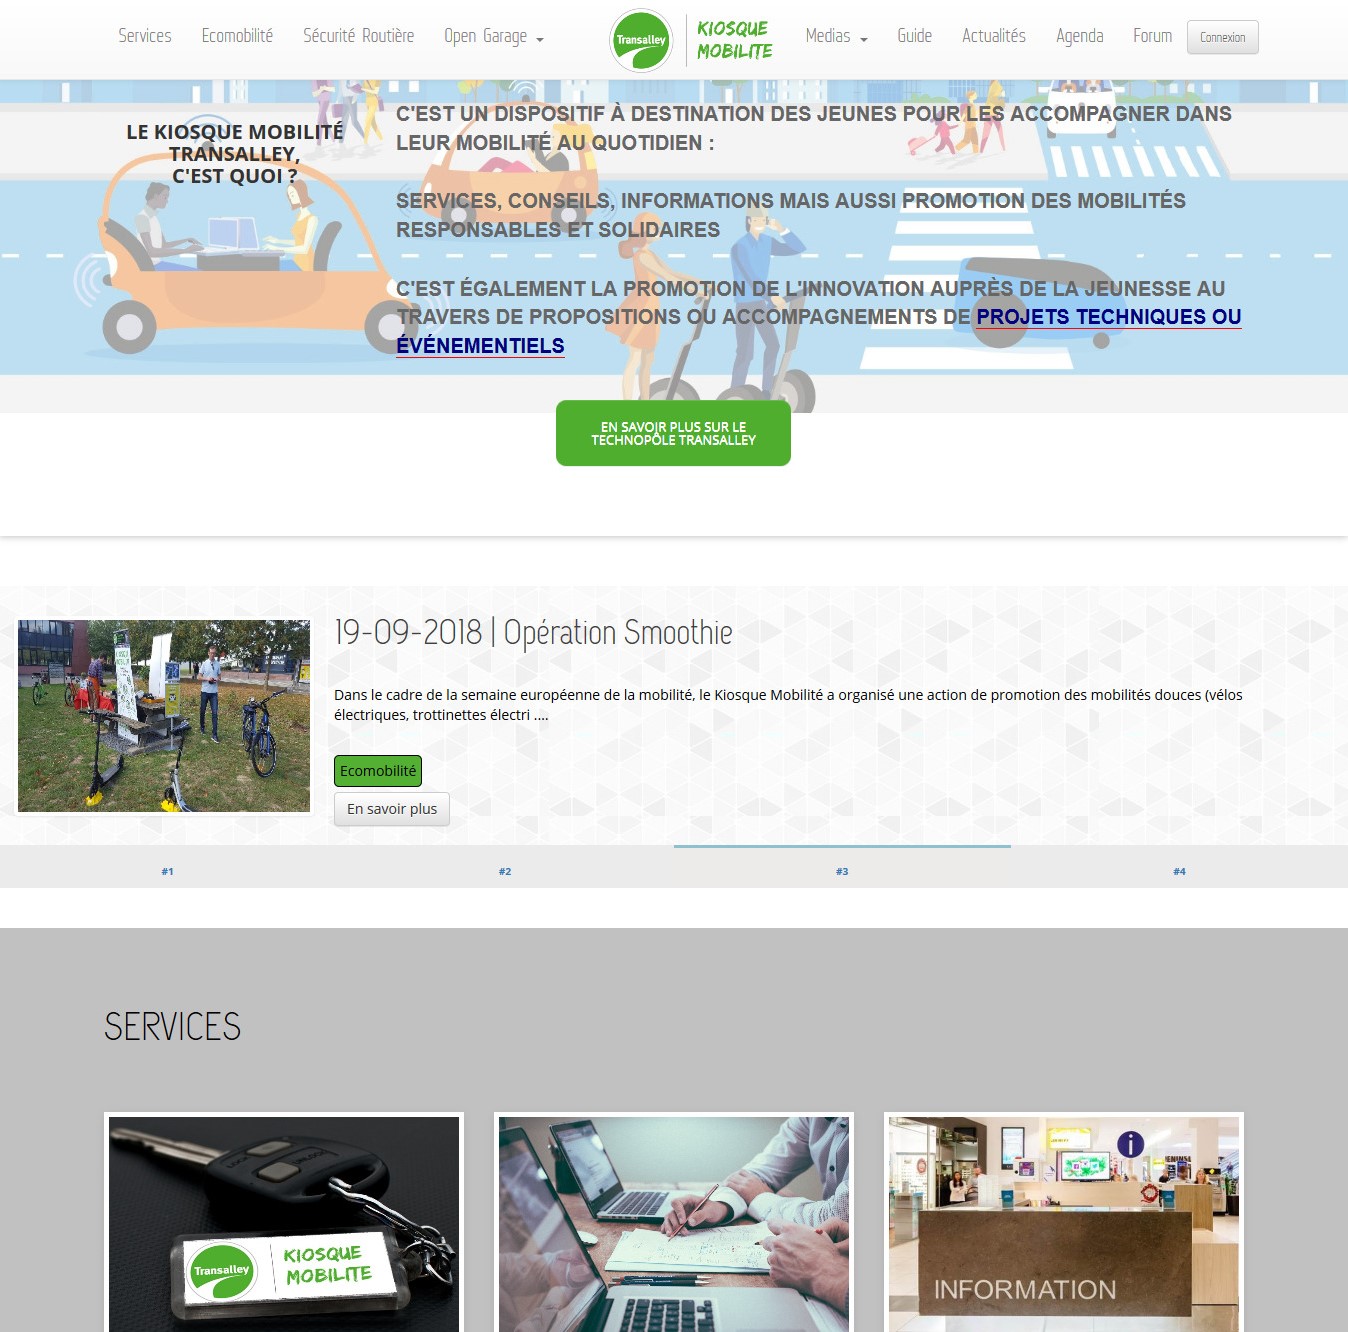 Services Ecomobilité Sécurité Routière Open Garage Transalley KIOSQUE MOBILITE Medias Guide Actualités Agenda Forum Connexion
LE KIOSQUE MOBILITÉ
TRANSALLEY,
C'EST QUOI ?
C'EST UN DISPOSITIF À DESTINATION DES JEUNES POUR LES ACCOMPAGNER DANS
LEUR MOBILITÉ AU QUOTIDIEN :
SERVICES, CONSEILS, INFORMATIONS MAIS AUSSI PROMOTION DES MOBILITÉS
RESPONSABLES ET SOLIDAIRES
C'EST ÉGALEMENT LA PROMOTION DE L'INNOVATION AUPRÈS DE LA JEUNESSE AU
TRAVERS DE PROPOSITIONS OU ACCOMPAGNEMENTS DE PROJETS TECHNIQUES OU
ÉVÉNEMENTIELS
EN SAVOIR PLUS SUR LE
TECHNOPÔLE TRANSALLEY
19-09-2018 | Opération Smoothie
Dans le cadre de la semaine européenne de la mobilité, le Kiosque Mobilité a organisé une action de promotion des mobilités douces (vélos
électriques, trottinettes électri ....
Ecomobilité
En savoir plus
#1 #2 #3 #4
SERVICES
LOCK UNLOCK
Transalley KIOSQUE
MOBILITE
i
INFORMATION